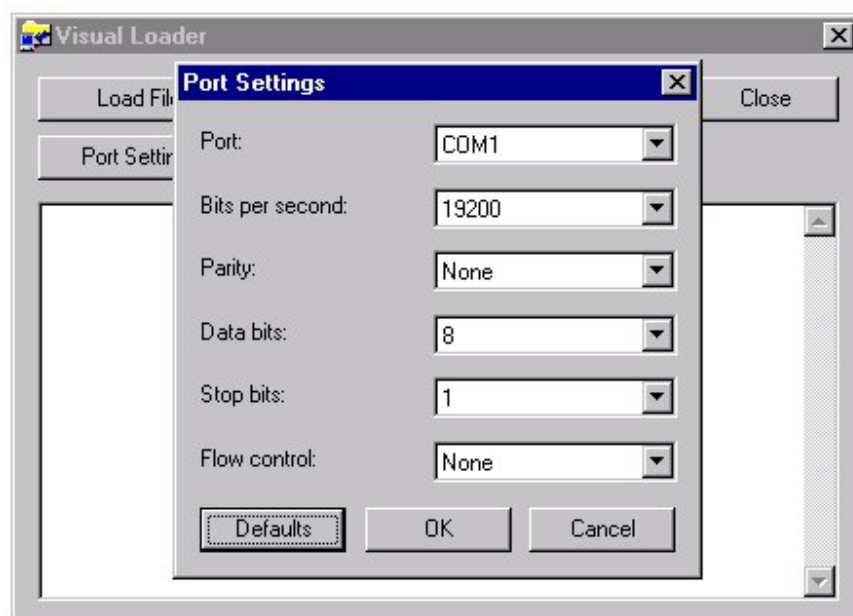 Visual Loader
Port Settings
Load Fil
Close
Port Settin
Port:
COM1
Bits per second:
19200
Parity:
None
Data bits:
8
Stop bits:
1
Flow control:
None
Defaults
OK
Cancel